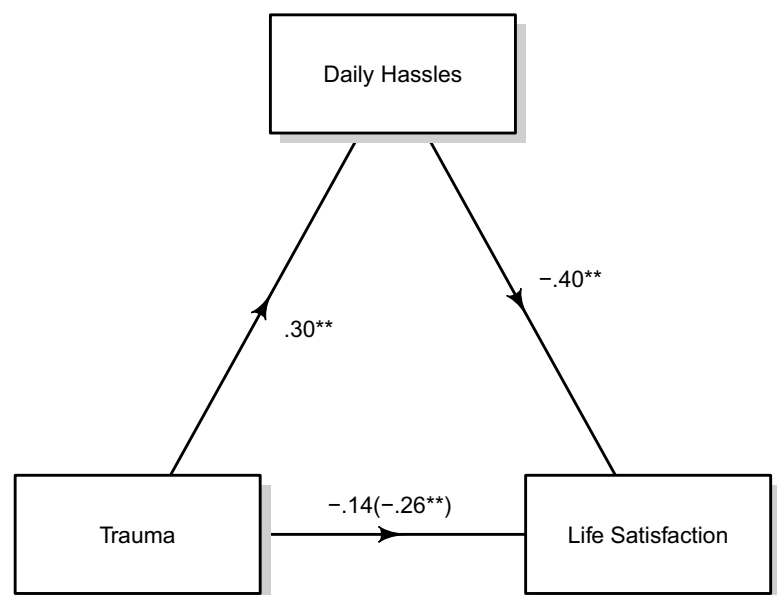 Daily Hassles
−.40**
.30**
−.14(−.26**)
Trauma
Life Satisfaction